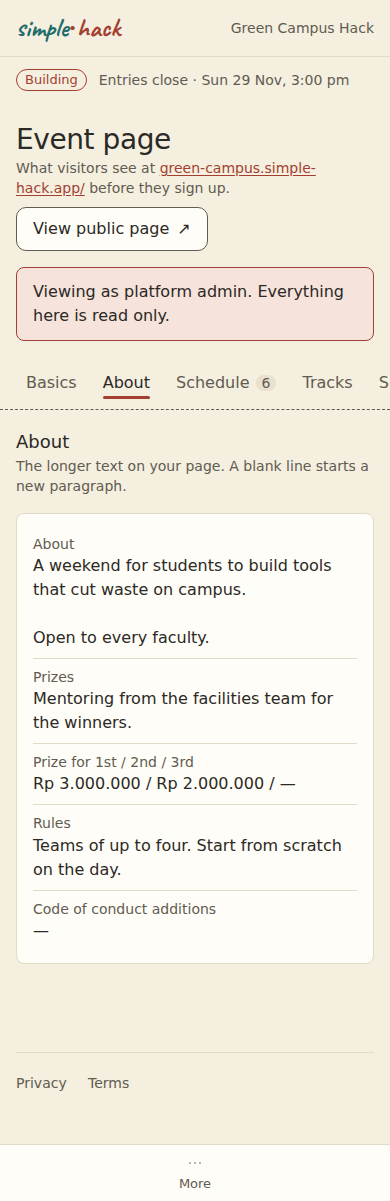 simple·hack
Green Campus Hack
Building
Entries close · Sun 29 Nov, 3:00 pm
Event page
What visitors see at green-campus.simple-
hack.app/ before they sign up.
View public page ↗
Viewing as platform admin. Everything
here is read only.
Basics About Schedule 6 Tracks S
About
The longer text on your page. A blank line starts a
new paragraph.
About
A weekend for students to build tools
that cut waste on campus.
Open to every faculty.
Prizes
Mentoring from the facilities team for
the winners.
Prize for 1st / 2nd / 3rd
Rp 3.000.000 / Rp 2.000.000 / —
Rules
Teams of up to four. Start from scratch
on the day.
Code of conduct additions
—
Privacy Terms
...
More